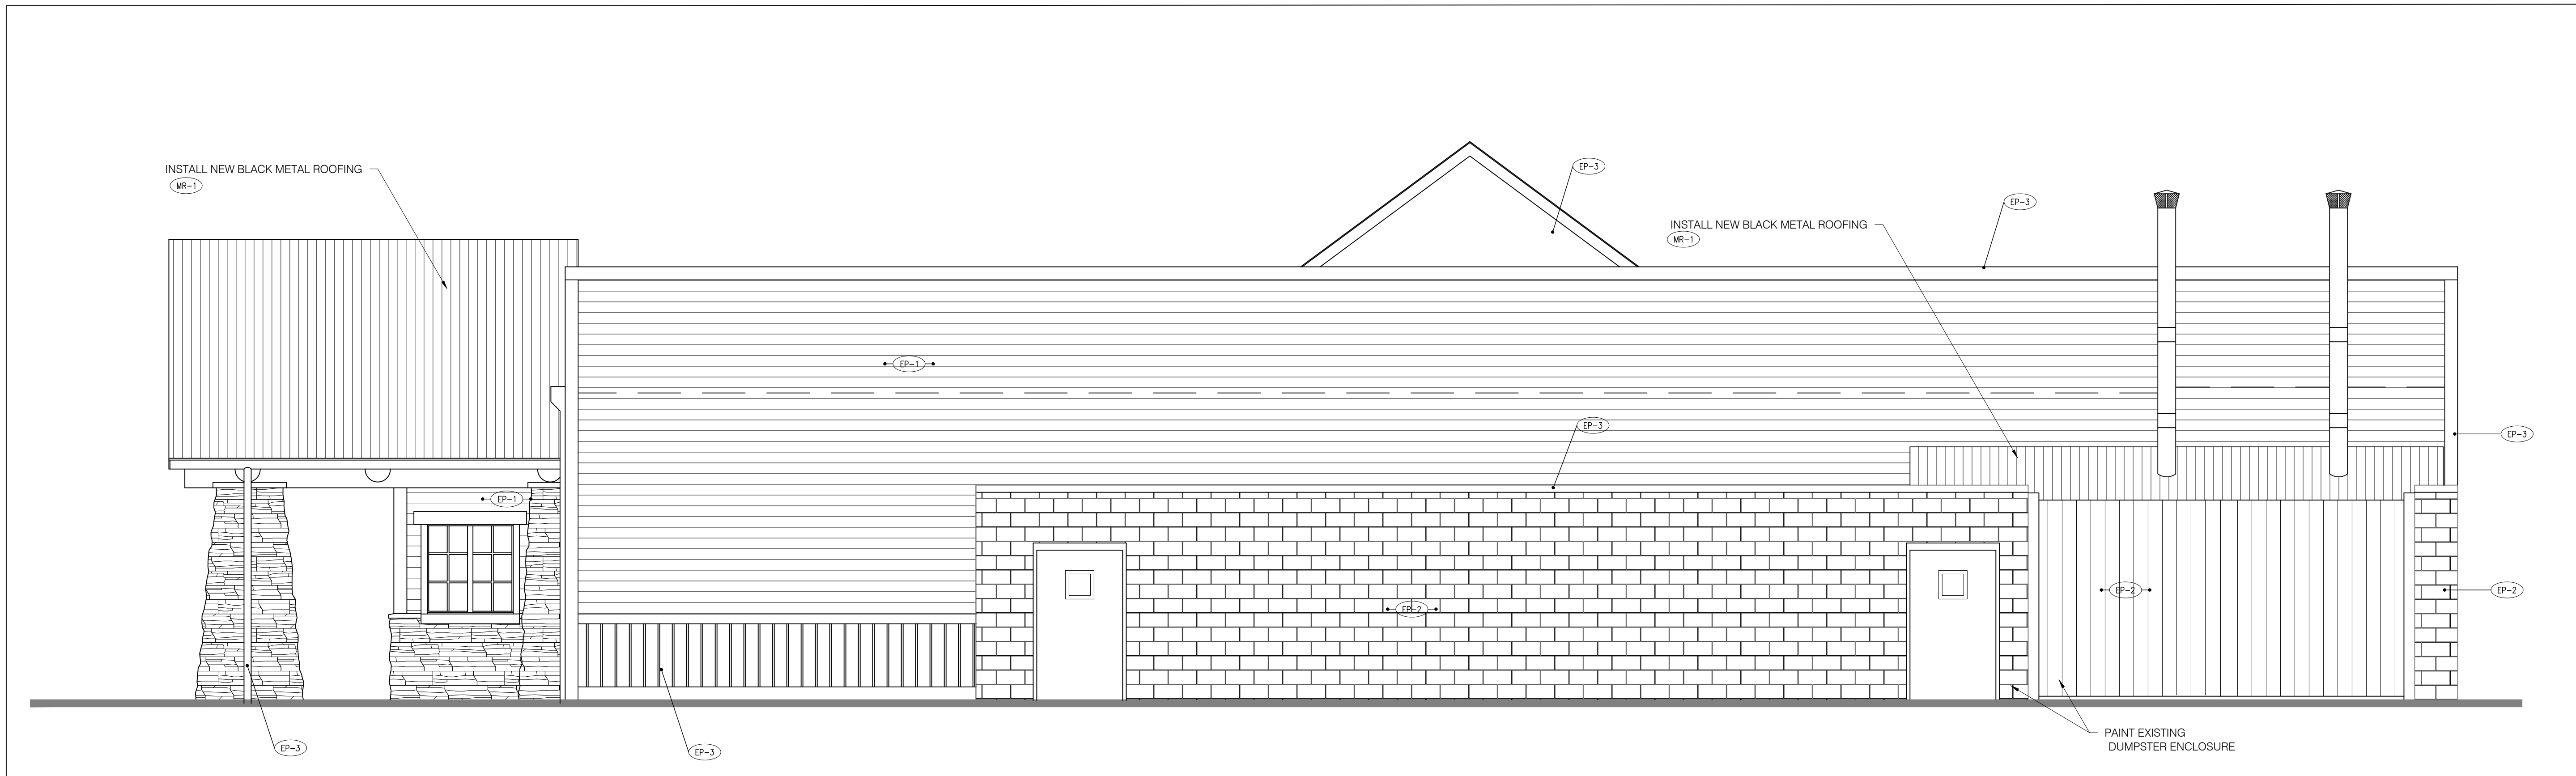 INSTALL NEW BLACK METAL ROOFING
MR-1
EP-3
EP-3
INSTALL NEW BLACK METAL ROOFING
MR-1
EP-1
EP-3
EP-3
EP-1
EP-2
EP-2
EP-2
PAINT EXISTING
DUMPSTER ENCLOSURE
EP-3
EP-3